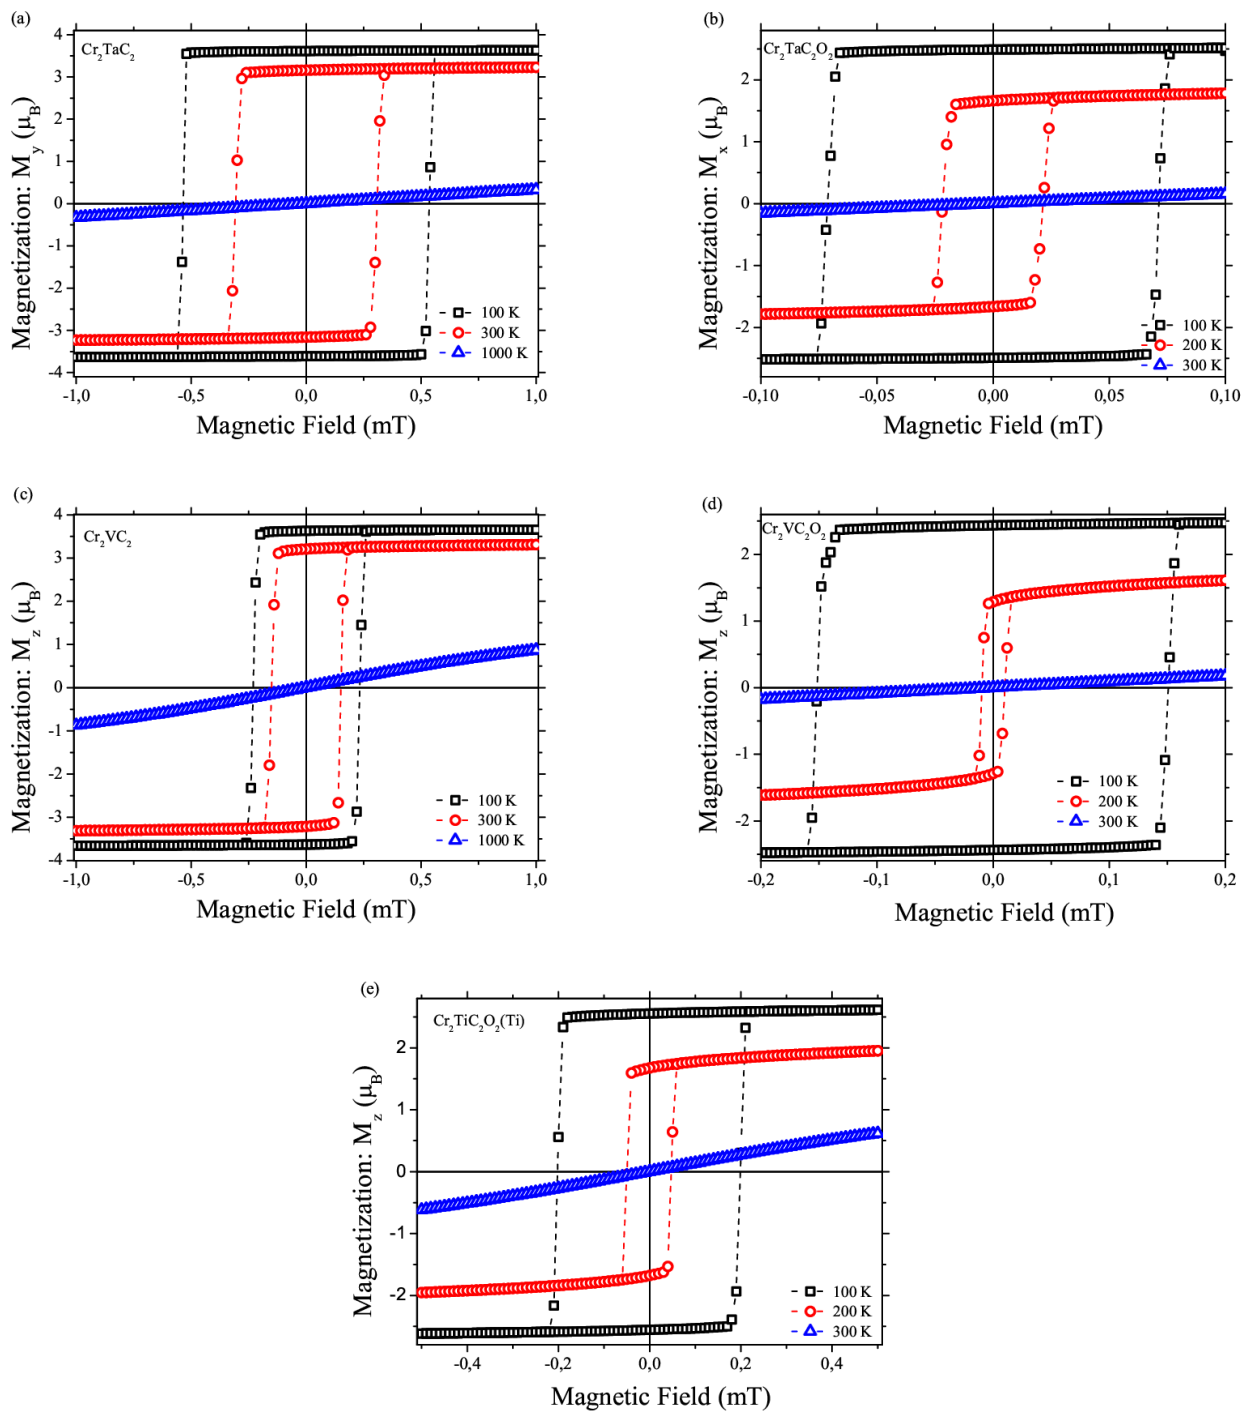 (a)
Cr2TaC2
Magnetization: My (μB)
4
3
2
1
0
-1
-2
-3
-4
100 K
300 K
1000 K
-1,0 -0,5 0,0 0,5 1,0
Magnetic Field (mT)
(b)
Cr2TaC2O2
Magnetization: Mx (μB)
2
1
0
-1
-2
100 K
200 K
300 K
-0,10 -0,05 0,00 0,05 0,10
Magnetic Field (mT)
(c)
Cr2VC2
Magnetization: Mz (μB)
4
3
2
1
0
-1
-2
-3
-4
100 K
300 K
1000 K
-1,0 -0,5 0,0 0,5 1,0
Magnetic Field (mT)
(d)
Cr2VC2O2
Magnetization: Mz (μB)
2
1
0
-1
-2
100 K
200 K
300 K
-0,2 -0,1 0,0 0,1 0,2
Magnetic Field (mT)
(e)
Cr2TiC2O2(Ti)
Magnetization: Mz (μB)
2
1
0
-1
-2
100 K
200 K
300 K
-0,4 -0,2 0,0 0,2 0,4
Magnetic Field (mT)